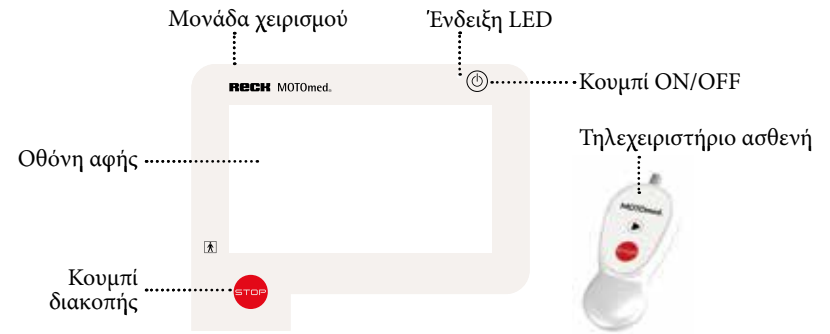 Μονάδα χειρισμού
Ένδειξη LED
RECK MOTOmed.
Κουμπί ON/OFF
Τηλεχειριστήριο ασθενή
Οθόνη αφής
MOTOmed.
Κουμπί
διακοπής
STOP